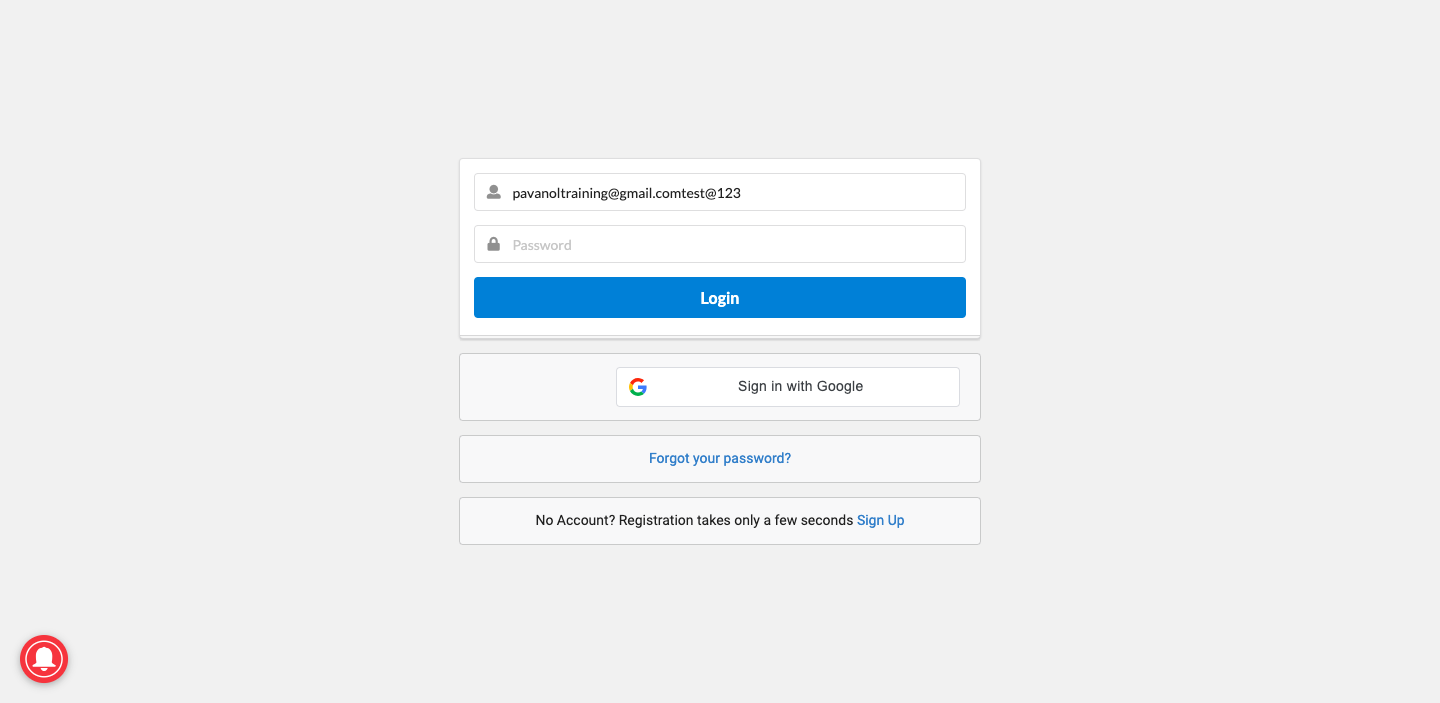 pavanoltraining@gmail.comtest@123
Password
Login
Sign in with Google
Forgot your password?
No Account? Registration takes only a few seconds Sign Up